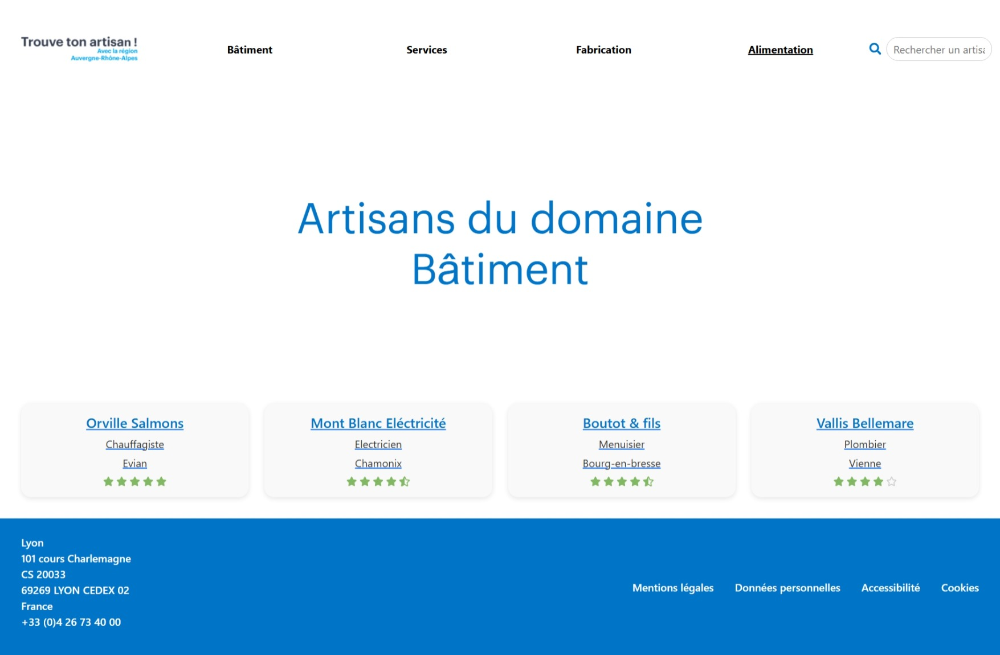 Trouve ton artisan !
Avec la région
Auvergne-Rhône-Alpes
Bâtiment
Services
Fabrication
Alimentation
Rechercher un artisa
Artisans du domaine
Bâtiment
Orville Salmons
Chauffagiste
Evian
Mont Blanc Eléctricité
Electricien
Chamonix
Boutot & fils
Menuisier
Bourg-en-bresse
Vallis Bellemare
Plombier
Vienne
Lyon
101 cours Charlemagne
CS 20033
69269 LYON CEDEX 02
France
+33 (0)4 26 73 40 00
Mentions légales
Données personnelles
Accessibilité
Cookies